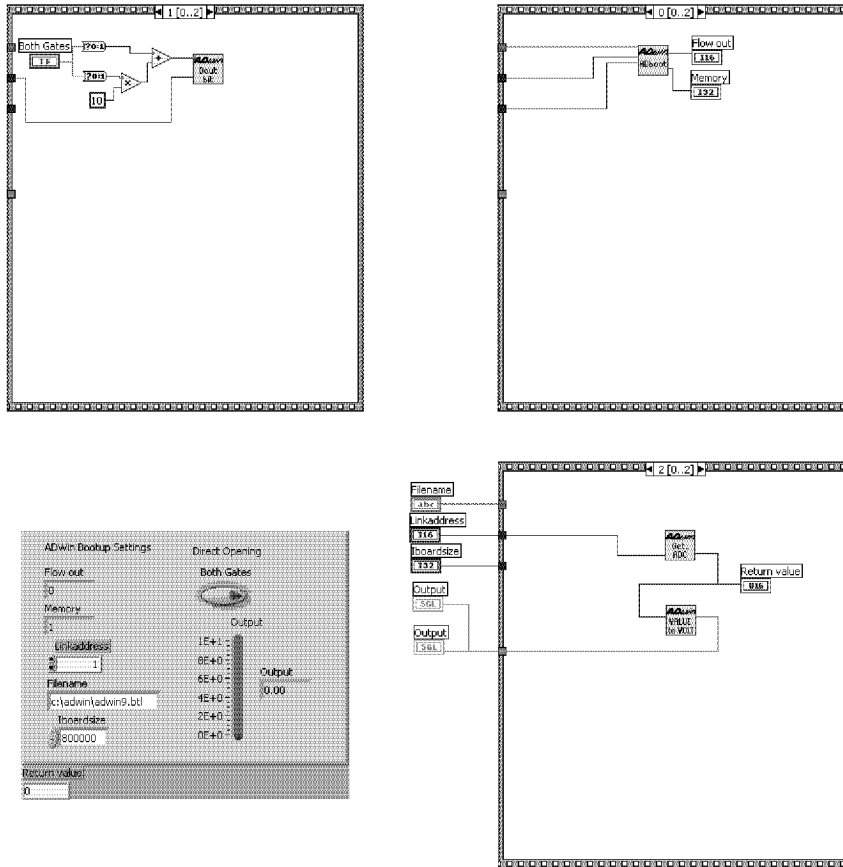 1 [0..2]
Both Gates
TF
?0:1
?0:1
10
ADwin
Dout
bit
0 [0..2]
ADwin
ADboot
Flow out
I16
Memory
I32
2 [0..2]
Filename
abc
Linkaddress
I16
Iboardsize
I32
Output
SGL
Output
SGL
ADwin
Get
ADC
Return value
U16
ADwin
VALUE
to VOLT
ADwin Bootup Settings
Direct Opening
Flow out
0
Both Gates
Memory
1
Output
Linkaddress
1
Filename
c:\adwin\adwin9.btl
Iboardsize
800000
1E+1
8E+0
6E+0
4E+0
2E+0
0E+0
Output
0.00
Return value
0